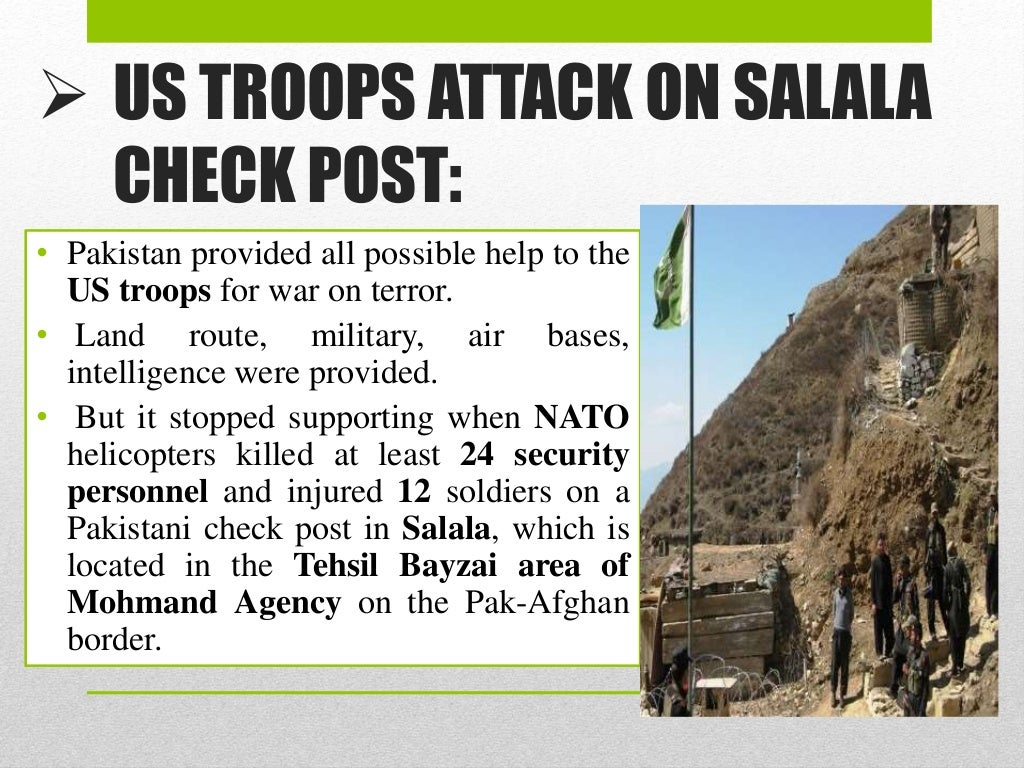 US TROOPS ATTACK ON SALALA
CHECK POST:
• Pakistan provided all possible help to the
US troops for war on terror.
• Land route, military, air bases,
intelligence were provided.
• But it stopped supporting when NATO
helicopters killed at least 24 security
personnel and injured 12 soldiers on a
Pakistani check post in Salala, which is
located in the Tehsil Bayzai area of
Mohmand Agency on the Pak-Afghan
border.